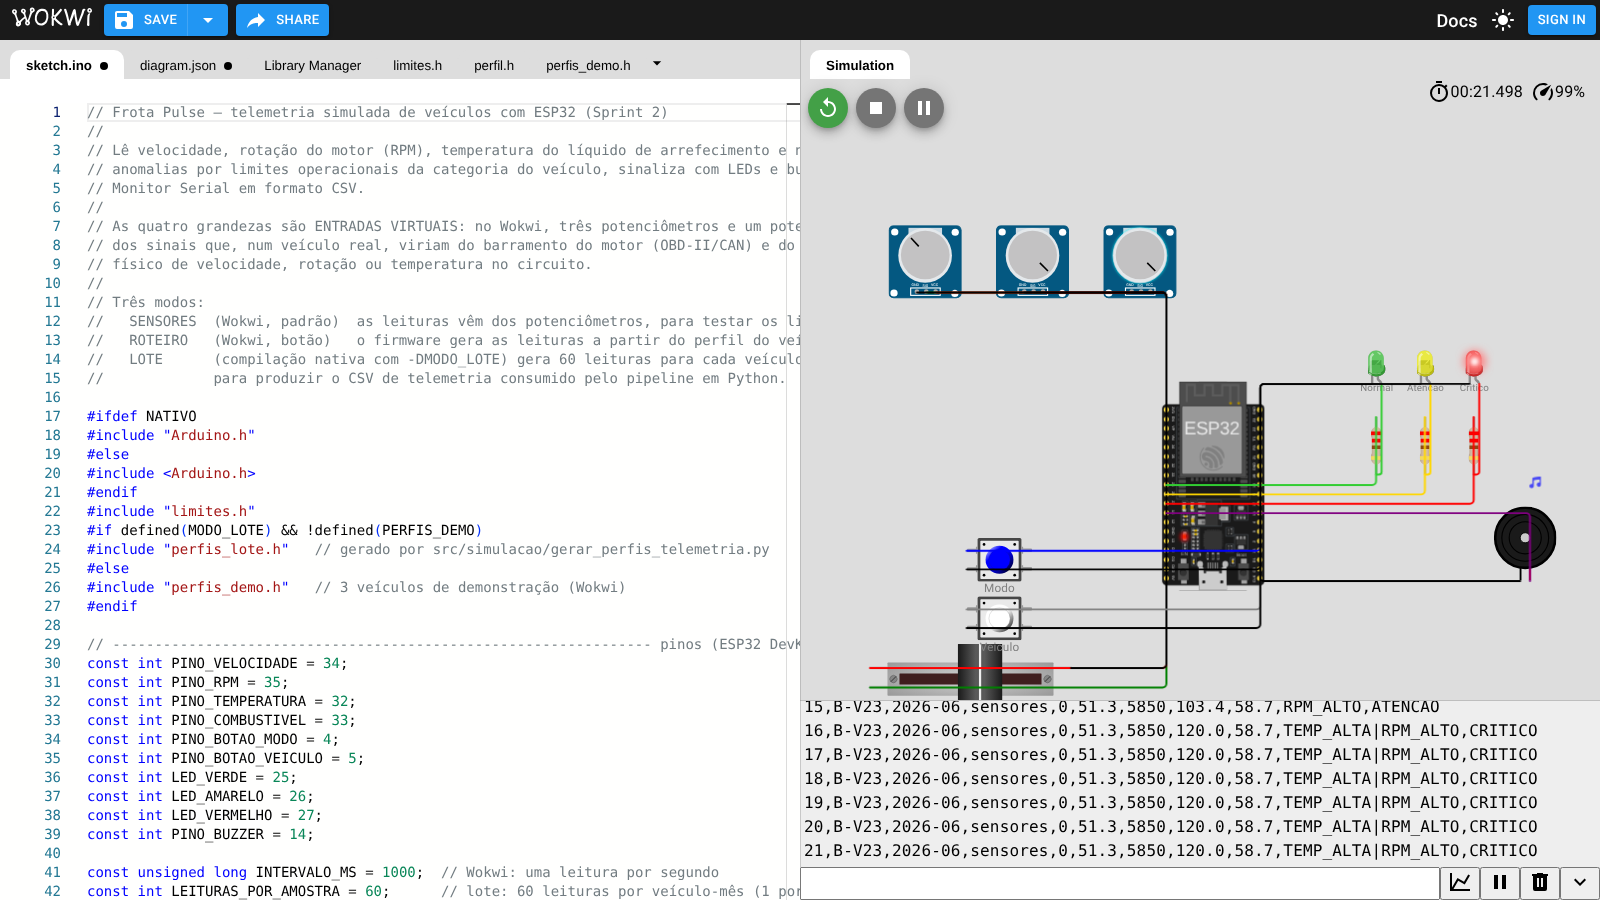 WOKWI
SAVE
SHARE
Docs
SIGN IN
sketch.ino
diagram.json
Library Manager
limites.h
perfil.h
perfis_demo.h
1 // Frota Pulse — telemetria simulada de veículos com ESP32 (Sprint 2)
2 //
3 // Lê velocidade, rotação do motor (RPM), temperatura do líquido de arrefecimento e
4 // anomalias por limites operacionais da categoria do veículo, sinaliza com LEDs e bu
5 // Monitor Serial em formato CSV.
6 //
7 // As quatro grandezas são ENTRADAS VIRTUAIS: no Wokwi, três potenciômetros e um pote
8 // dos sinais que, num veículo real, viriam do barramento do motor (OBD-II/CAN) e do
9 // físico de velocidade, rotação ou temperatura no circuito.
10 //
11 // Três modos:
12 //   SENSORES  (Wokwi, padrão)  as leituras vêm dos potenciômetros, para testar os li
13 //   ROTEIRO   (Wokwi, botão)   o firmware gera as leituras a partir do perfil do veí
14 //   LOTE      (compilação nativa com -DMODO_LOTE) gera 60 leituras para cada veículo
15 //             para produzir o CSV de telemetria consumido pelo pipeline em Python.
16
17 #ifdef NATIVO
18 #include "Arduino.h"
19 #else
20 #include <Arduino.h>
21 #endif
22 #include "limites.h"
23 #if defined(MODO_LOTE) && !defined(PERFIS_DEMO)
24 #include "perfis_lote.h"   // gerado por src/simulacao/gerar_perfis_telemetria.py
25 #else
26 #include "perfis_demo.h"   // 3 veículos de demonstração (Wokwi)
27 #endif
28
29 // ---------------------------------------------------------------- pinos (ESP32 DevK
30 const int PINO_VELOCIDADE = 34;
31 const int PINO_RPM = 35;
32 const int PINO_TEMPERATURA = 32;
33 const int PINO_COMBUSTIVEL = 33;
34 const int PINO_BOTAO_MODO = 4;
35 const int PINO_BOTAO_VEICULO = 5;
36 const int LED_VERDE = 25;
37 const int LED_AMARELO = 26;
38 const int LED_VERMELHO = 27;
39 const int PINO_BUZZER = 14;
40
41 const unsigned long INTERVALO_MS = 1000;  // Wokwi: uma leitura por segundo
42 const int LEITURAS_POR_AMOSTRA = 60;      // lote: 60 leituras por veículo-mês (1 por
Simulation
00:21.498
99%
GND SIG VCC
GND SIG VCC
GND SIG VCC
Normal
Atencao
Critico
ESP32
Modo
Veiculo
15,B-V23,2026-06,sensores,0,51.3,5850,103.4,58.7,RPM_ALTO,ATENCAO
16,B-V23,2026-06,sensores,0,51.3,5850,120.0,58.7,TEMP_ALTA|RPM_ALTO,CRITICO
17,B-V23,2026-06,sensores,0,51.3,5850,120.0,58.7,TEMP_ALTA|RPM_ALTO,CRITICO
18,B-V23,2026-06,sensores,0,51.3,5850,120.0,58.7,TEMP_ALTA|RPM_ALTO,CRITICO
19,B-V23,2026-06,sensores,0,51.3,5850,120.0,58.7,TEMP_ALTA|RPM_ALTO,CRITICO
20,B-V23,2026-06,sensores,0,51.3,5850,120.0,58.7,TEMP_ALTA|RPM_ALTO,CRITICO
21,B-V23,2026-06,sensores,0,51.3,5850,120.0,58.7,TEMP_ALTA|RPM_ALTO,CRITICO